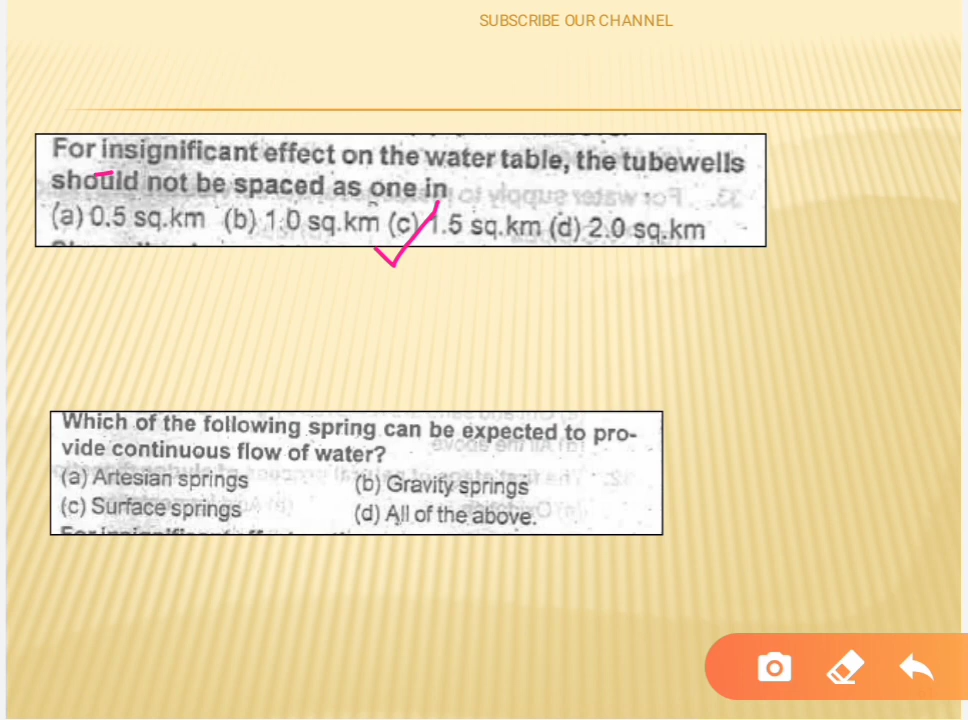 SUBSCRIBE OUR CHANNEL
For insignificant effect on the water table, the tubewells
should not be spaced as one in
(a) 0.5 sq.km (b) 1.0 sq.km (c) 1.5 sq.km (d) 2.0 sq.km
Which of the following spring can be expected to pro-
vide continuous flow of water?
(a) Artesian springs (b) Gravity springs
(c) Surface springs (d) All of the above.